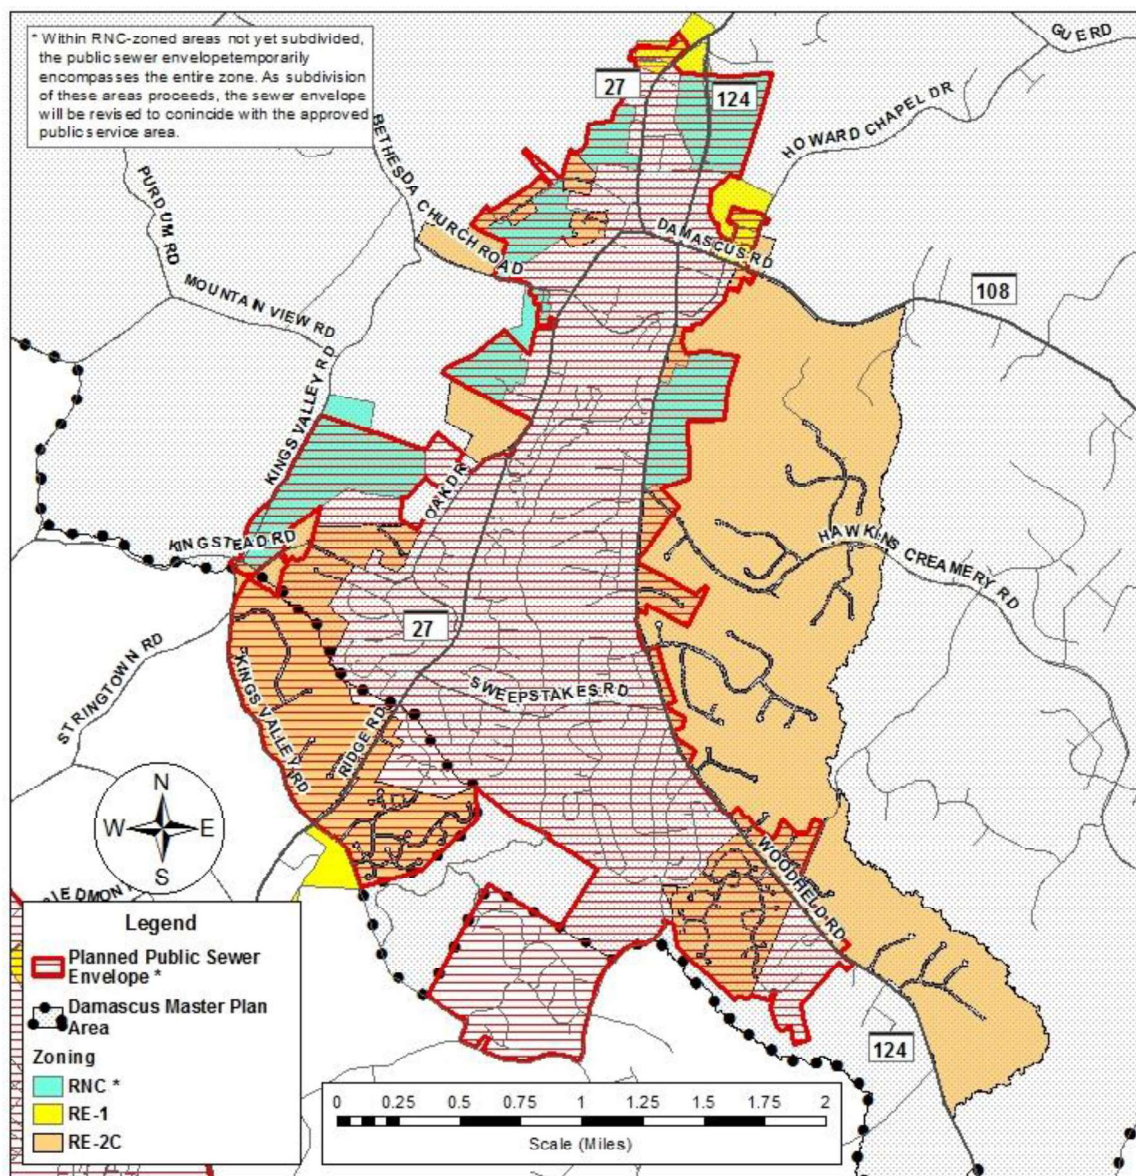 * Within RNC-zoned areas not yet subdivided,
the public sewer envelopetemporarily
encompasses the entire zone. As subdivision
of these areas proceeds, the sewer envelope
will be revised to conincide with the approved
public service area.
GUE RD
27
124
HOWARD CHAPEL DR
BETHESDA CHURCH ROAD
PURDUM RD
DAMASCUS RD
108
MOUNTAIN VIEW RD
KINGS VALLEY RD
OAK DR
KINGSTEAD RD
HAWKINS CREAMERY RD
27
STRINGTOWN RD
SWEEPSTAKES RD
KINGS VALLEY RD
RIDGE RD
N
W E
S
WOODFIELD RD
IEDMONT
124
Legend
Planned Public Sewer
Envelope *
Damascus Master Plan
Area
Zoning
RNC *
RE-1
RE-2C
0 0.25 0.5 0.75 1 1.25 1.5 1.75 2
Scale (Miles)